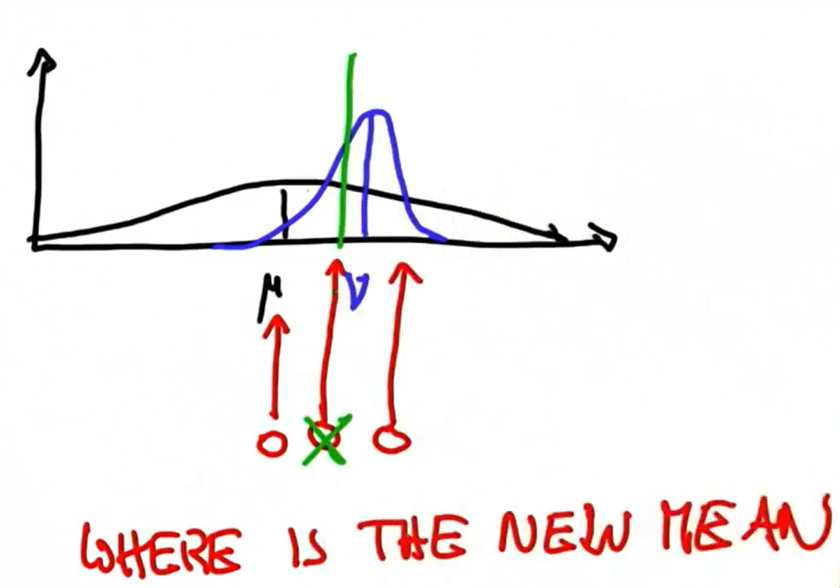 μ ν
WHERE IS THE NEW MEAN